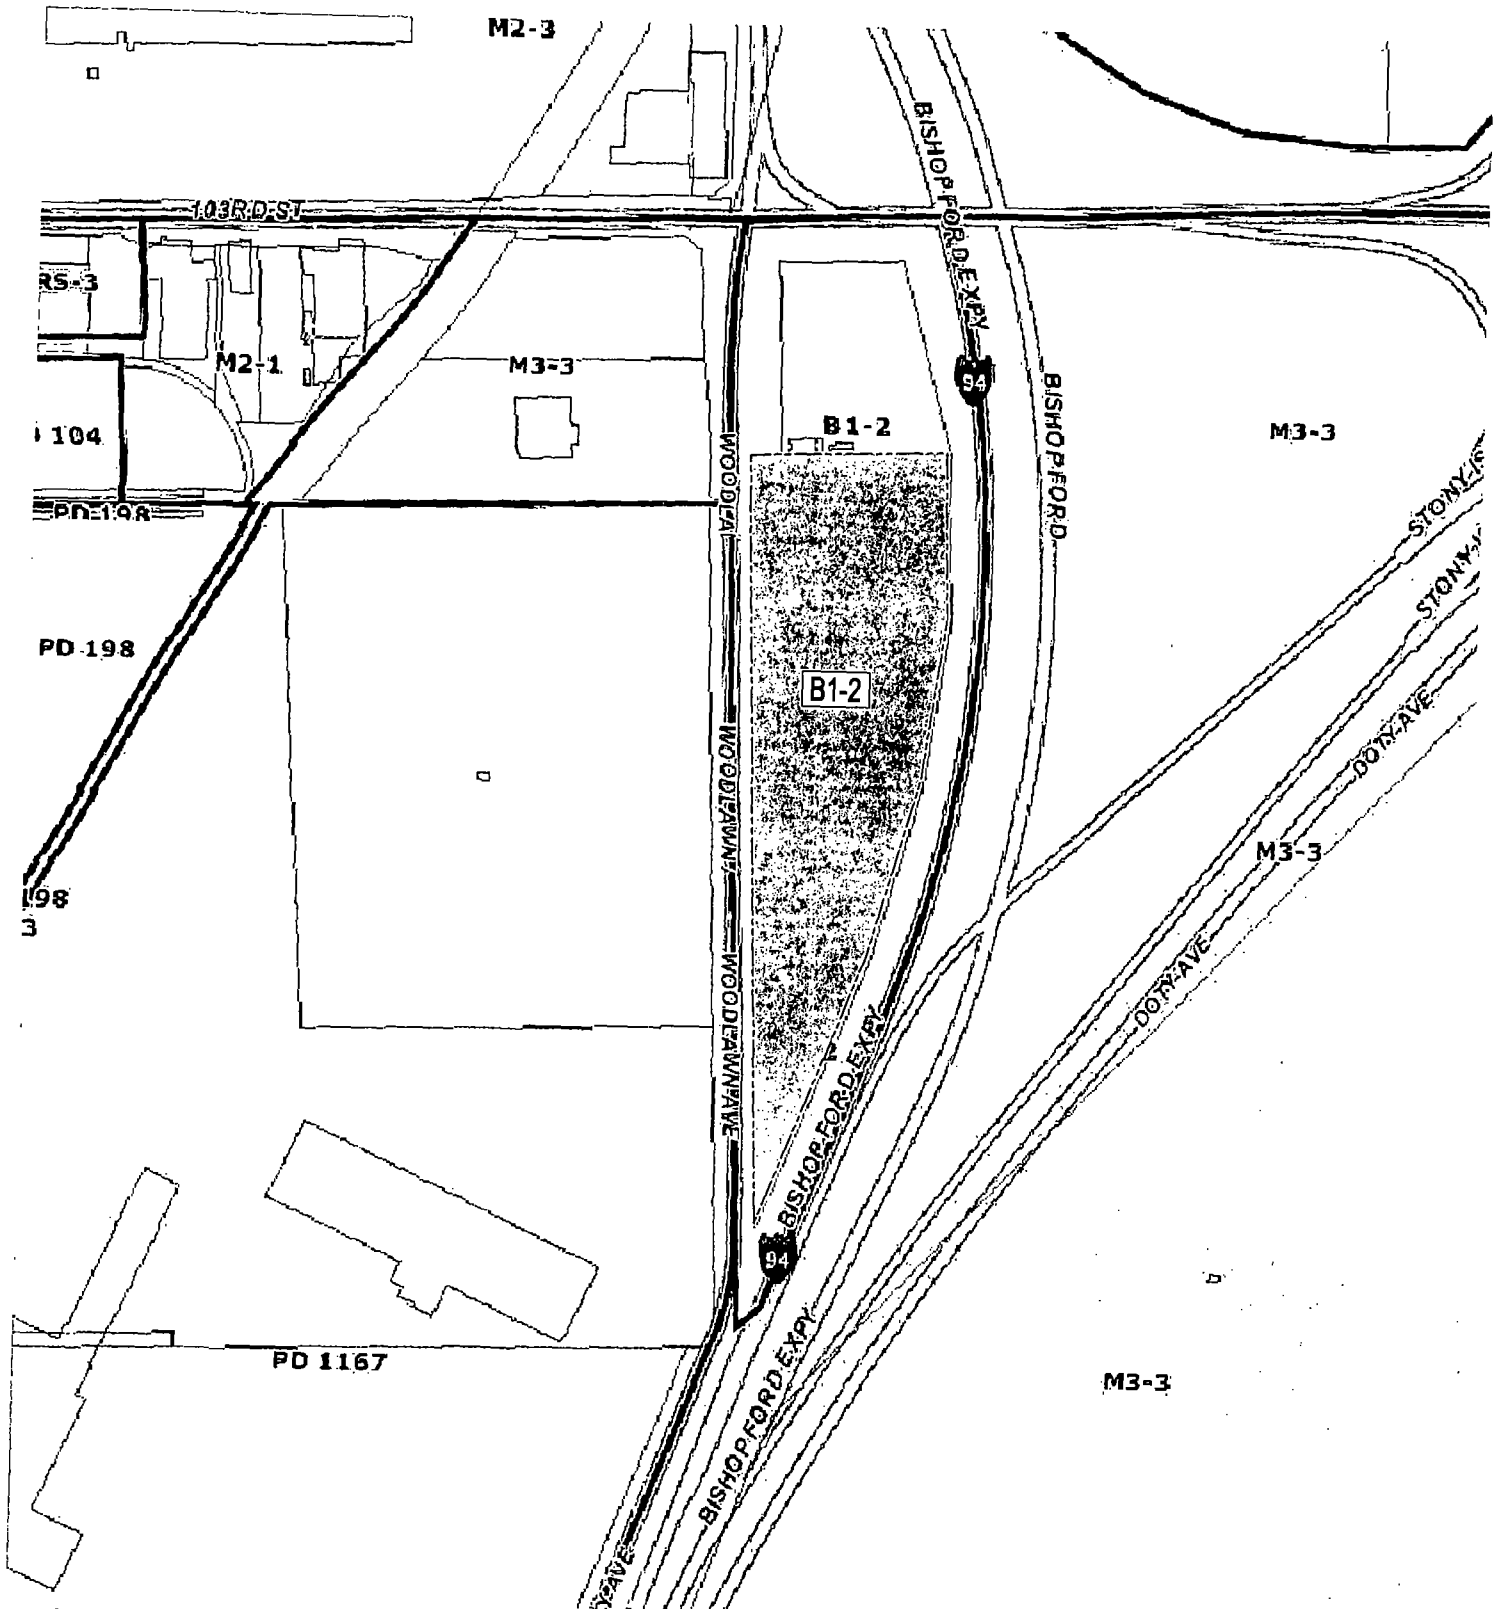 M2-3
103RD ST
BISHOP FORD EXPY
RS-3
M2-1
M3-3
94
BISHOP FORD
104
B1-2
M3-3
WOODLA
STONY
PD-198
STONY
PD 198
B1-2
DOTY AVE
WOODLAWN
M3-3
198
3
WOODLAWN AVE
DOTY AVE
BISHOP FORD EXPY
94
PD 1167
BISHOP FORD EXPY
M3-3
AVE